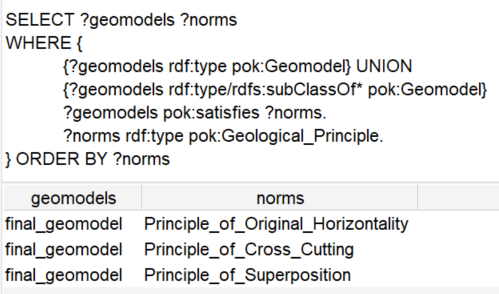 SELECT ?geomodels ?norms
WHERE {
{?geomodels rdf:type pok:Geomodel} UNION
{?geomodels rdf:type/rdfs:subClassOf* pok:Geomodel}
?geomodels pok:satisfies ?norms.
?norms rdf:type pok:Geological_Principle.
} ORDER BY ?norms
geomodels norms
final_geomodel Principle_of_Original_Horizontality
final_geomodel Principle_of_Cross_Cutting
final_geomodel Principle_of_Superposition